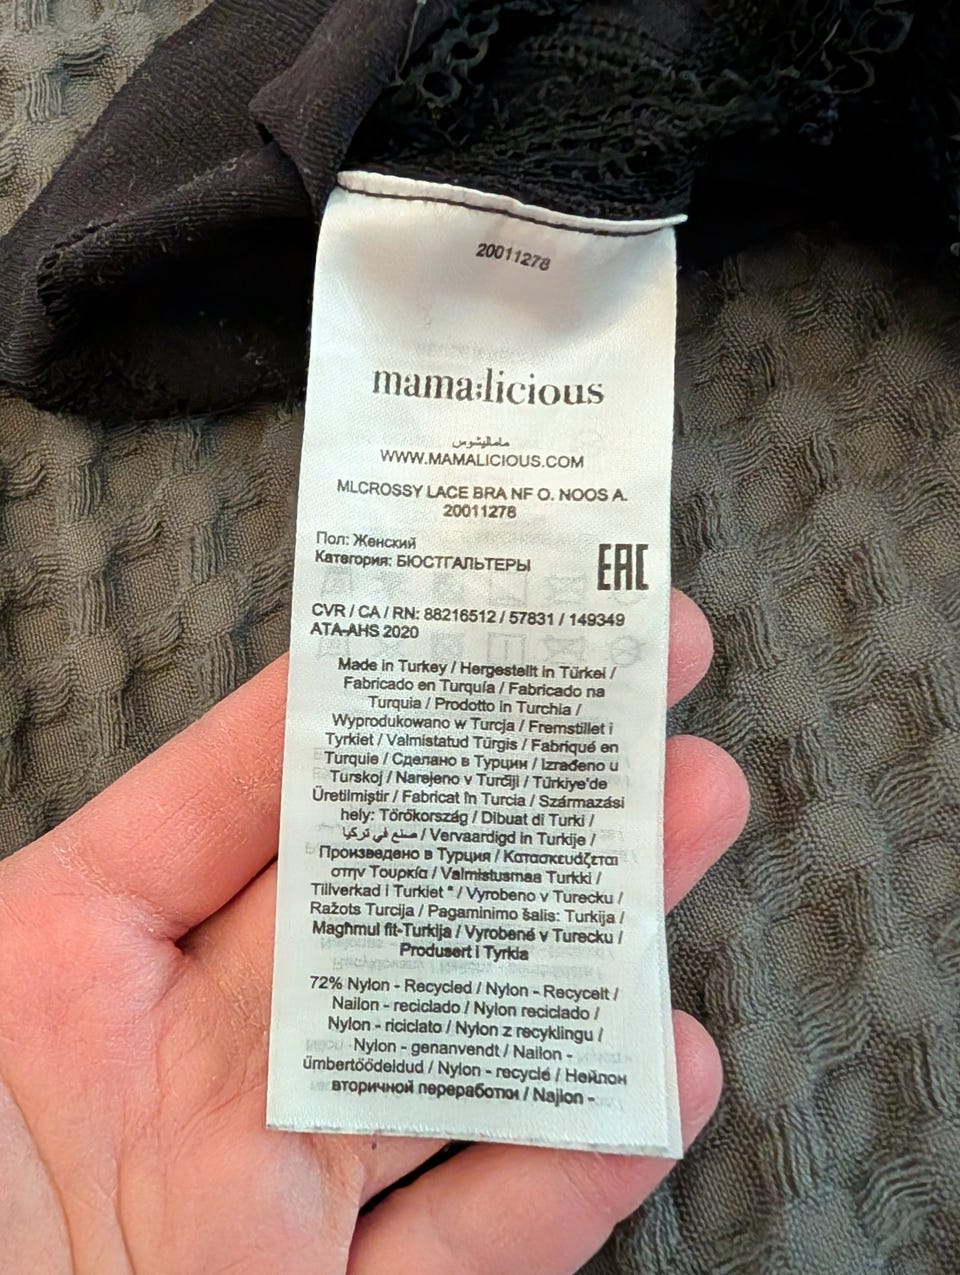 20011278
mama;licious
ماماليشوس
WWW.MAMALICIOUS.COM
MLCROSSY LACE BRA NF O. NOOS A.
20011278
Пол: Женский
Категория: БЮСТГАЛЬТЕРЫ
EAC
CVR / CA / RN: 88216512 / 57831 / 149349
ATA-AHS 2020
Made in Turkey / Hergestellt in Türkei /
Fabricado en Turquía / Fabricado na
Turquia / Prodotto in Turchia /
Wyprodukowano w Turcja / Fremstillet i
Tyrkiet / Valmistatud Türgis / Fabriqué en
Turquie / Сделано в Турции / Izrađeno u
Turskoj / Narejeno v Turčiji / Türkiye'de
Üretilmiştir / Fabricat în Turcia / Származási
hely: Törökország / Dibuat di Turki /
صنع في تركيا / Vervaardigd in Turkije /
Произведено в Турция / Κατασκευάζεται
στην Τουρκία / Valmistusmaa Turkki /
Tillverkad i Turkiet * / Vyrobeno v Turecku /
Ražots Turcija / Pagaminimo šalis: Turkija /
Magħmul fit-Turkija / Vyrobené v Turecku /
Produsert i Tyrkia
72% Nylon - Recycled / Nylon - Recycelt /
Nailon - reciclado / Nylon reciclado /
Nylon - riciclato / Nylon z recyklingu /
Nylon - genanvendt / Nailon -
ümbertöödeldud / Nylon - recyclé / Нейлон
вторичной переработки / Najlon -